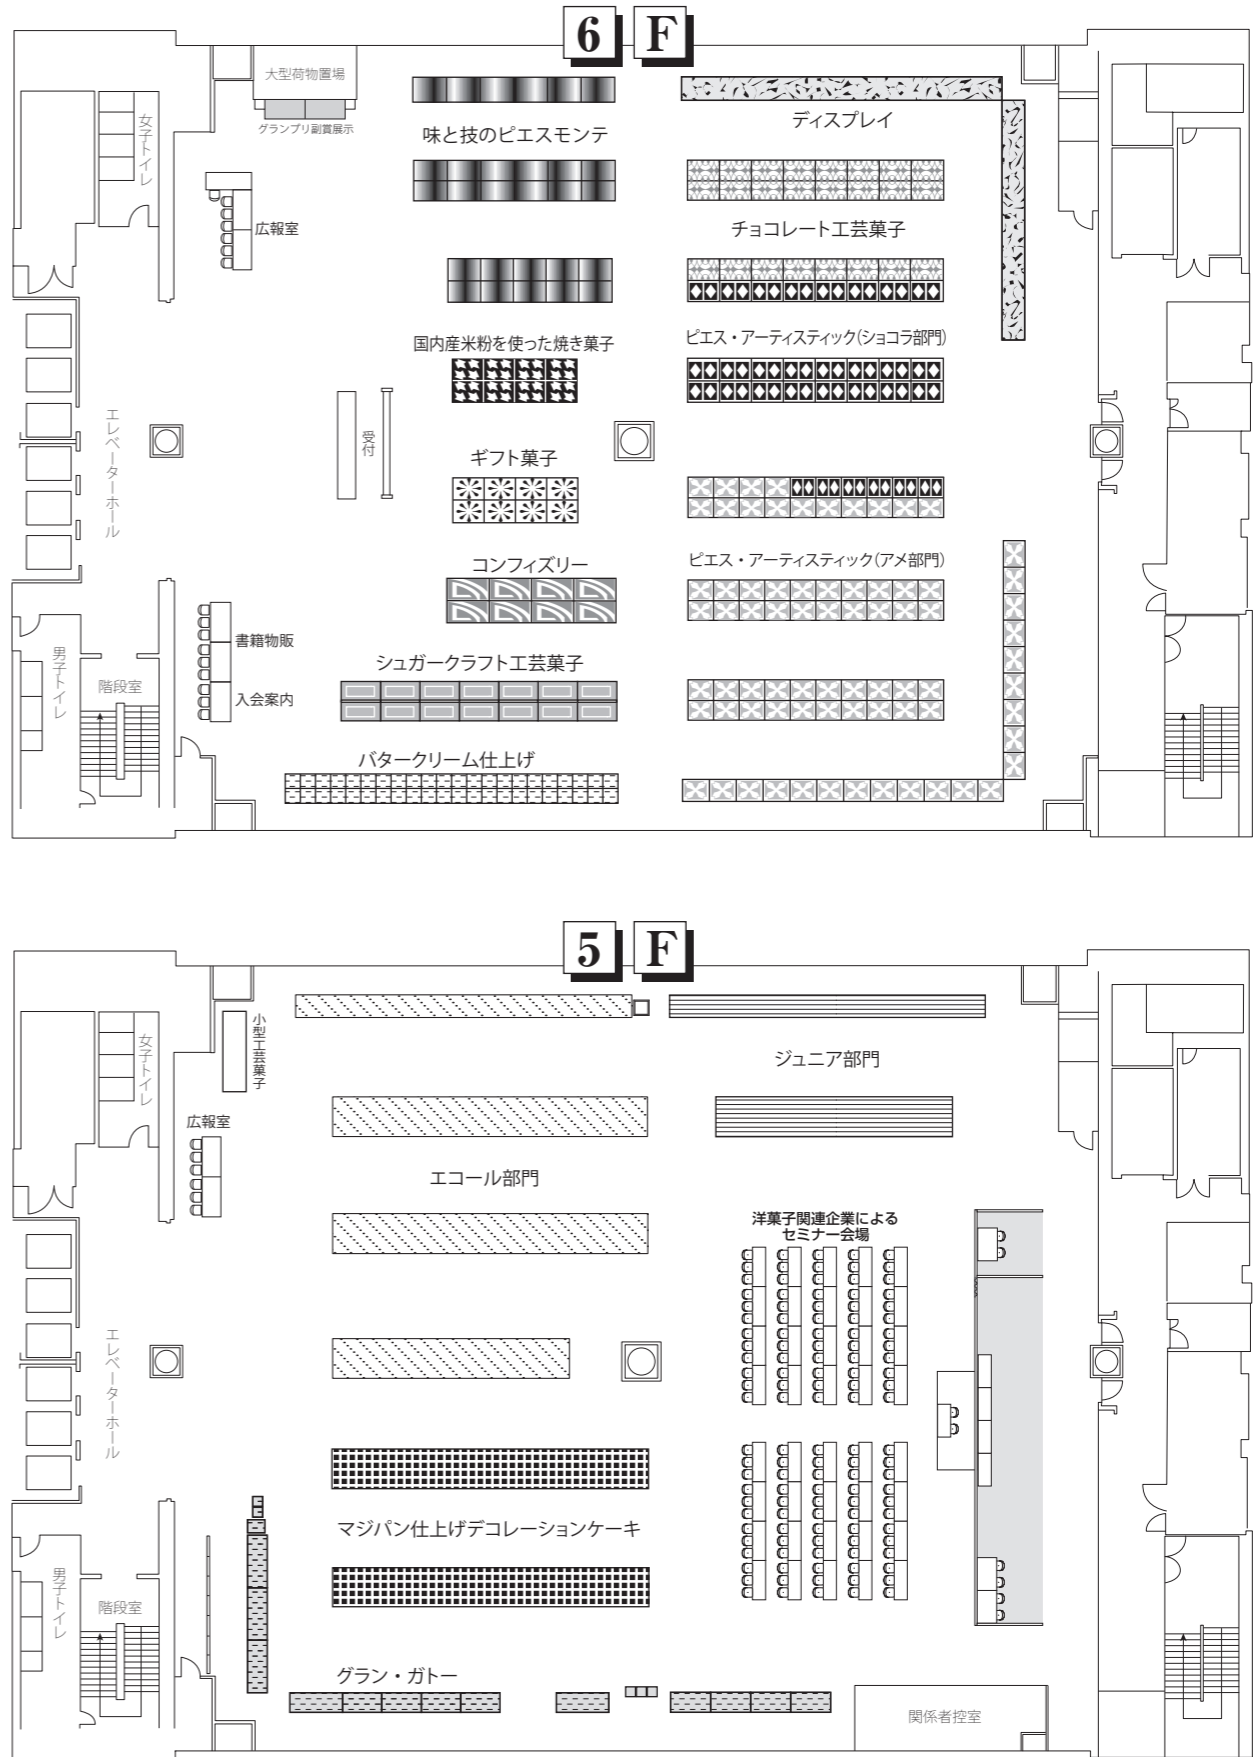 6 F
大型荷物置場
グランプリ副賞展示
女子トイレ
味と技のピエスモンテ
ディスプレイ
広報室
チョコレート工芸菓子
国内産米粉を使った焼き菓子
ピエス・アーティスティック(ショコラ部門)
エレベーターホール
受付
ギフト菓子
コンフィズリー
ピエス・アーティスティック(アメ部門)
書籍物販
男子トイレ
階段室
シュガークラフト工芸菓子
入会案内
バタークリーム仕上げ
5 F
小型工芸菓子
女子トイレ
ジュニア部門
広報室
エコール部門
洋菓子関連企業による
セミナー会場
エレベーターホール
マジパン仕上げデコレーションケーキ
男子トイレ
階段室
グラン・ガトー
関係者控室